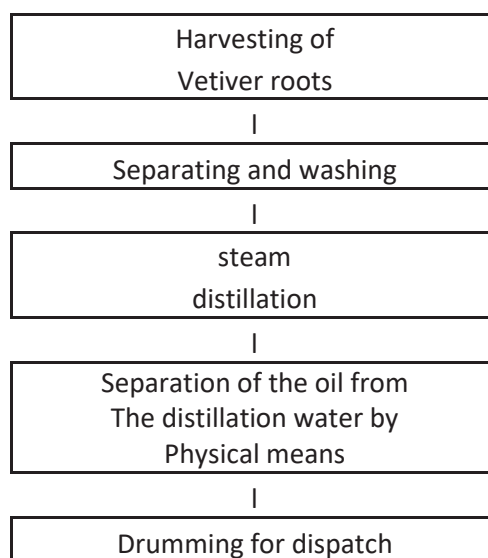 Harvesting of
Vetiver roots
Separating and washing
steam
distillation
Separation of the oil from
The distillation water by
Physical means
Drumming for dispatch